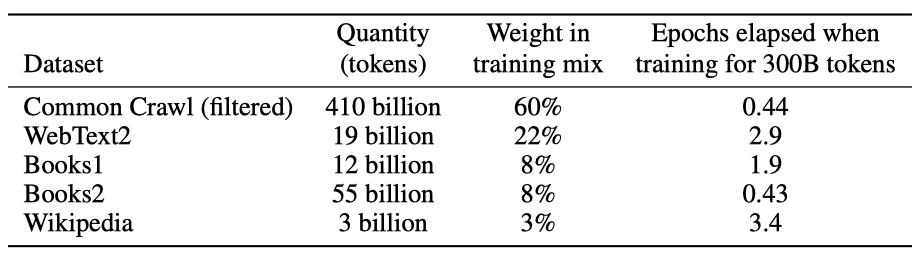 Quantity Weight in Epochs elapsed when
Dataset (tokens) training mix training for 300B tokens
Common Crawl (filtered) 410 billion 60% 0.44
WebText2 19 billion 22% 2.9
Books1 12 billion 8% 1.9
Books2 55 billion 8% 0.43
Wikipedia 3 billion 3% 3.4